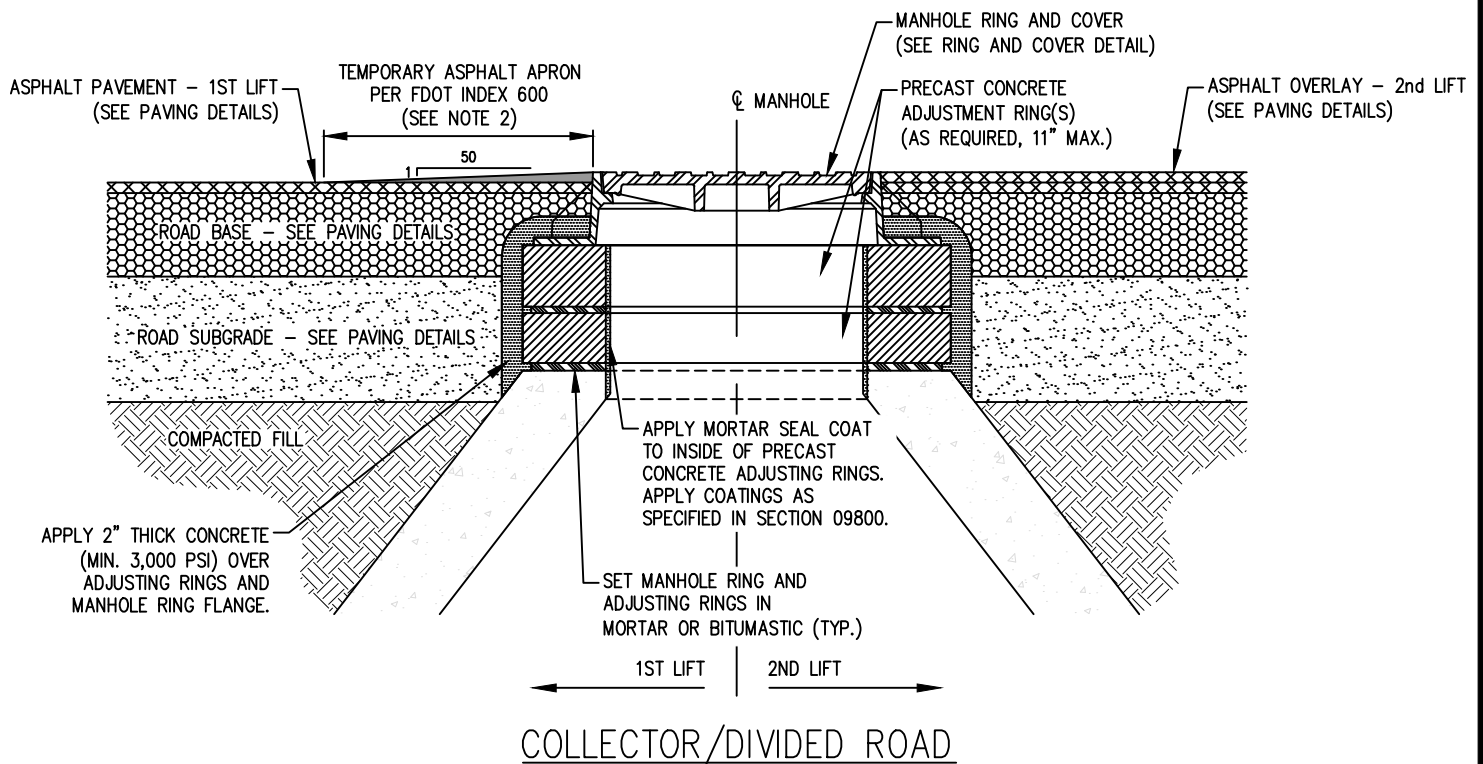 MANHOLE RING AND COVER
(SEE RING AND COVER DETAIL)
ASPHALT PAVEMENT - 1ST LIFT
(SEE PAVING DETAILS)
TEMPORARY ASPHALT APRON
PER FDOT INDEX 600
(SEE NOTE 2)
℄ MANHOLE
PRECAST CONCRETE
ADJUSTMENT RING(S)
(AS REQUIRED, 11" MAX.)
ASPHALT OVERLAY - 2nd LIFT
(SEE PAVING DETAILS)
50
1
ROAD BASE - SEE PAVING DETAILS
ROAD SUBGRADE - SEE PAVING DETAILS
COMPACTED FILL
APPLY MORTAR SEAL COAT
TO INSIDE OF PRECAST
CONCRETE ADJUSTING RINGS.
APPLY COATINGS AS
SPECIFIED IN SECTION 09800.
APPLY 2" THICK CONCRETE
(MIN. 3,000 PSI) OVER
ADJUSTING RINGS AND
MANHOLE RING FLANGE.
SET MANHOLE RING AND
ADJUSTING RINGS IN
MORTAR OR BITUMASTIC (TYP.)
1ST LIFT
2ND LIFT
COLLECTOR/DIVIDED ROAD